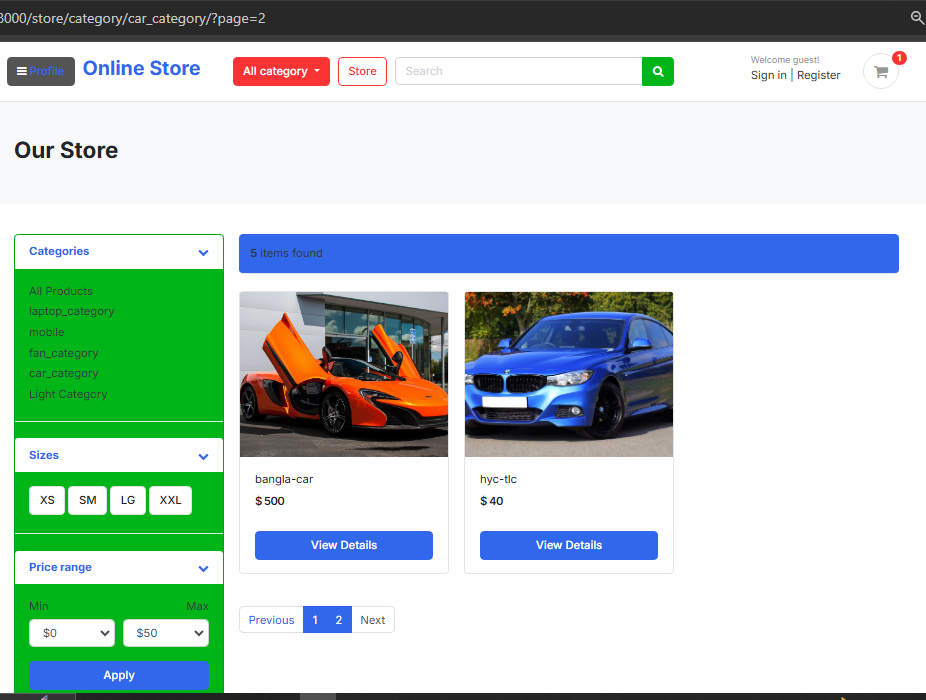 8000/store/category/car_category/?page=2
Profile Online Store All category Store Search Welcome guest!
Sign in | Register 1
Our Store
Categories
All Products
laptop_category
mobile
fan_category
car_category
Light Category
Sizes
XS SM LG XXL
Price range
Min Max
$0 $50
Apply
5 items found
bangla-car
$ 500
View Details
hyc-tlc
$ 40
View Details
Previous 1 2 Next